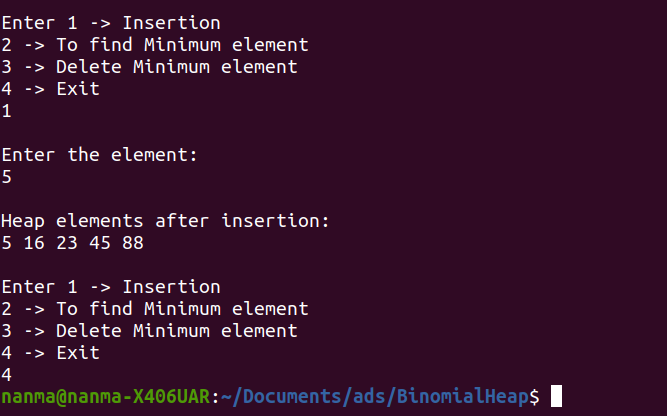 Enter 1 -> Insertion
2 -> To find Minimum element
3 -> Delete Minimum element
4 -> Exit
1
Enter the element:
5
Heap elements after insertion:
5 16 23 45 88
Enter 1 -> Insertion
2 -> To find Minimum element
3 -> Delete Minimum element
4 -> Exit
4
nanma@nanma-X406UAR:~/Documents/ads/BinomialHeap$